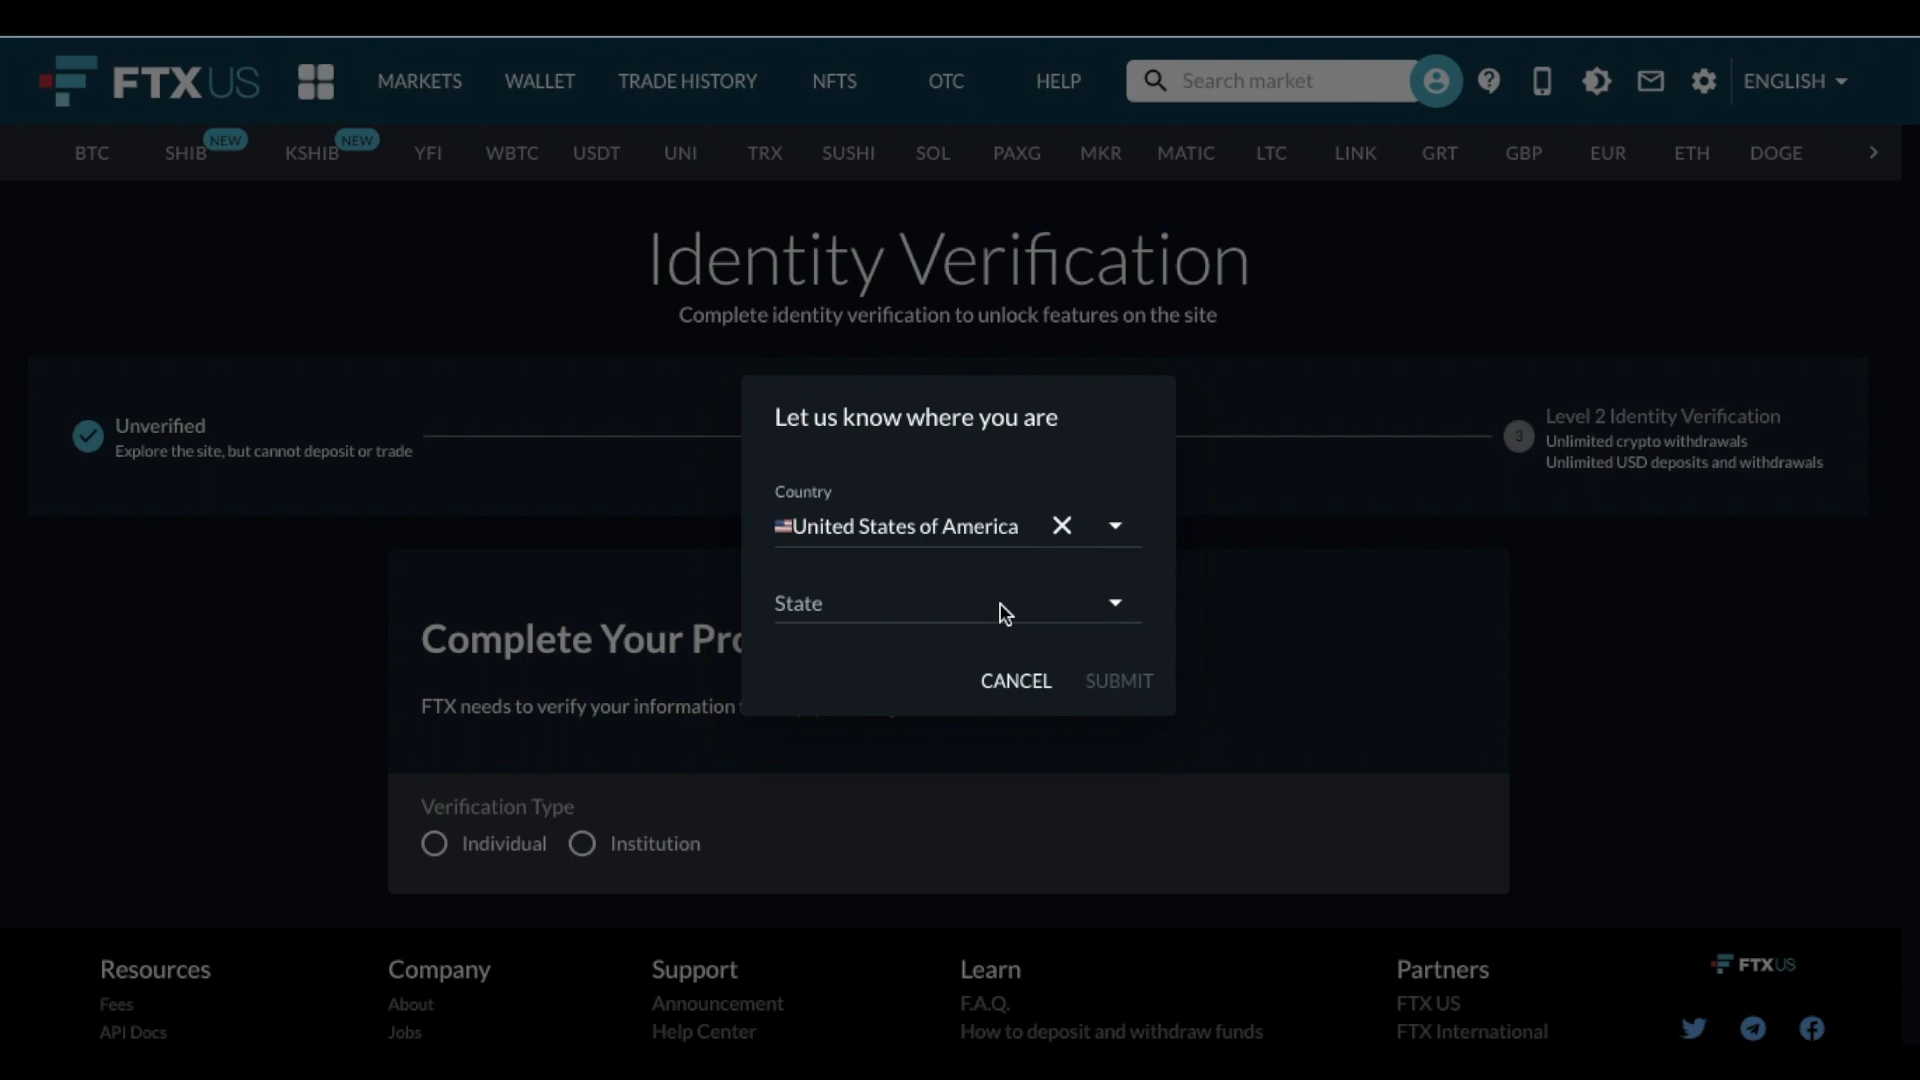 FTX US
MARKETS WALLET TRADE HISTORY NFTS OTC HELP Search market ENGLISH
BTC SHIB NEW KSHIB NEW YFI WBTC USDT UNI TRX SUSHI SOL PAXG MKR MATIC LTC LINK GRT GBP EUR ETH DOGE
Identity Verification
Complete identity verification to unlock features on the site
Unverified
Explore the site, but cannot deposit or trade
3
Level 2 Identity Verification
Unlimited crypto withdrawals
Unlimited USD deposits and withdrawals
Let us know where you are
Country
United States of America
State
CANCEL SUBMIT
Complete Your Pro
FTX needs to verify your information
Verification Type
Individual Institution
Resources
Fees
API Docs
Company
About
Jobs
Support
Announcement
Help Center
Learn
F.A.Q.
How to deposit and withdraw funds
Partners
FTX US
FTX International
FTX US